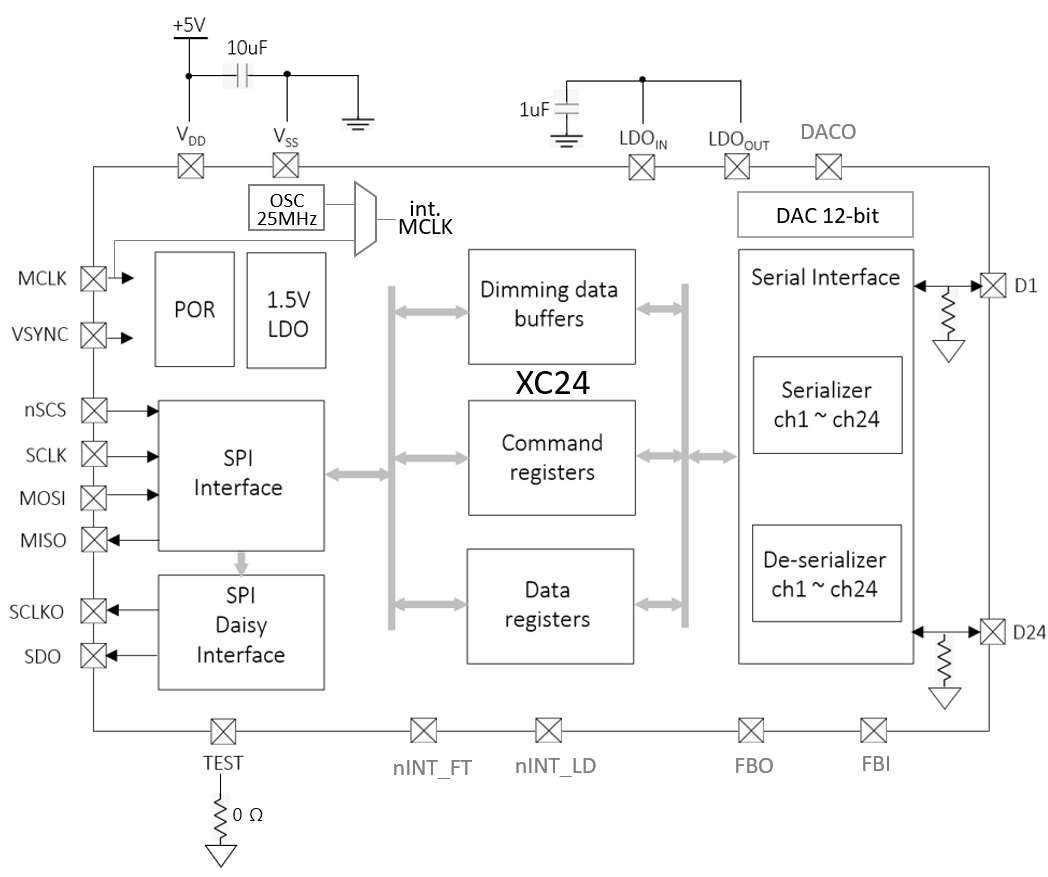 +5V
10uF
1uF
VDD
VSS
LDOIN
LDOOUT
DACO
OSC
25MHz
int.
MCLK
DAC 12-bit
MCLK
POR
1.5V
LDO
Dimming data
buffers
Serial Interface
D1
VSYNC
XC24
nSCS
SCLK
MOSI
MISO
SPI
Interface
Command
registers
Serializer
ch1 ~ ch24
SCLKO
SDO
SPI
Daisy
Interface
Data
registers
De-serializer
ch1 ~ ch24
D24
TEST
nINT_FT
nINT_LD
FBO
FBI
0 Ω